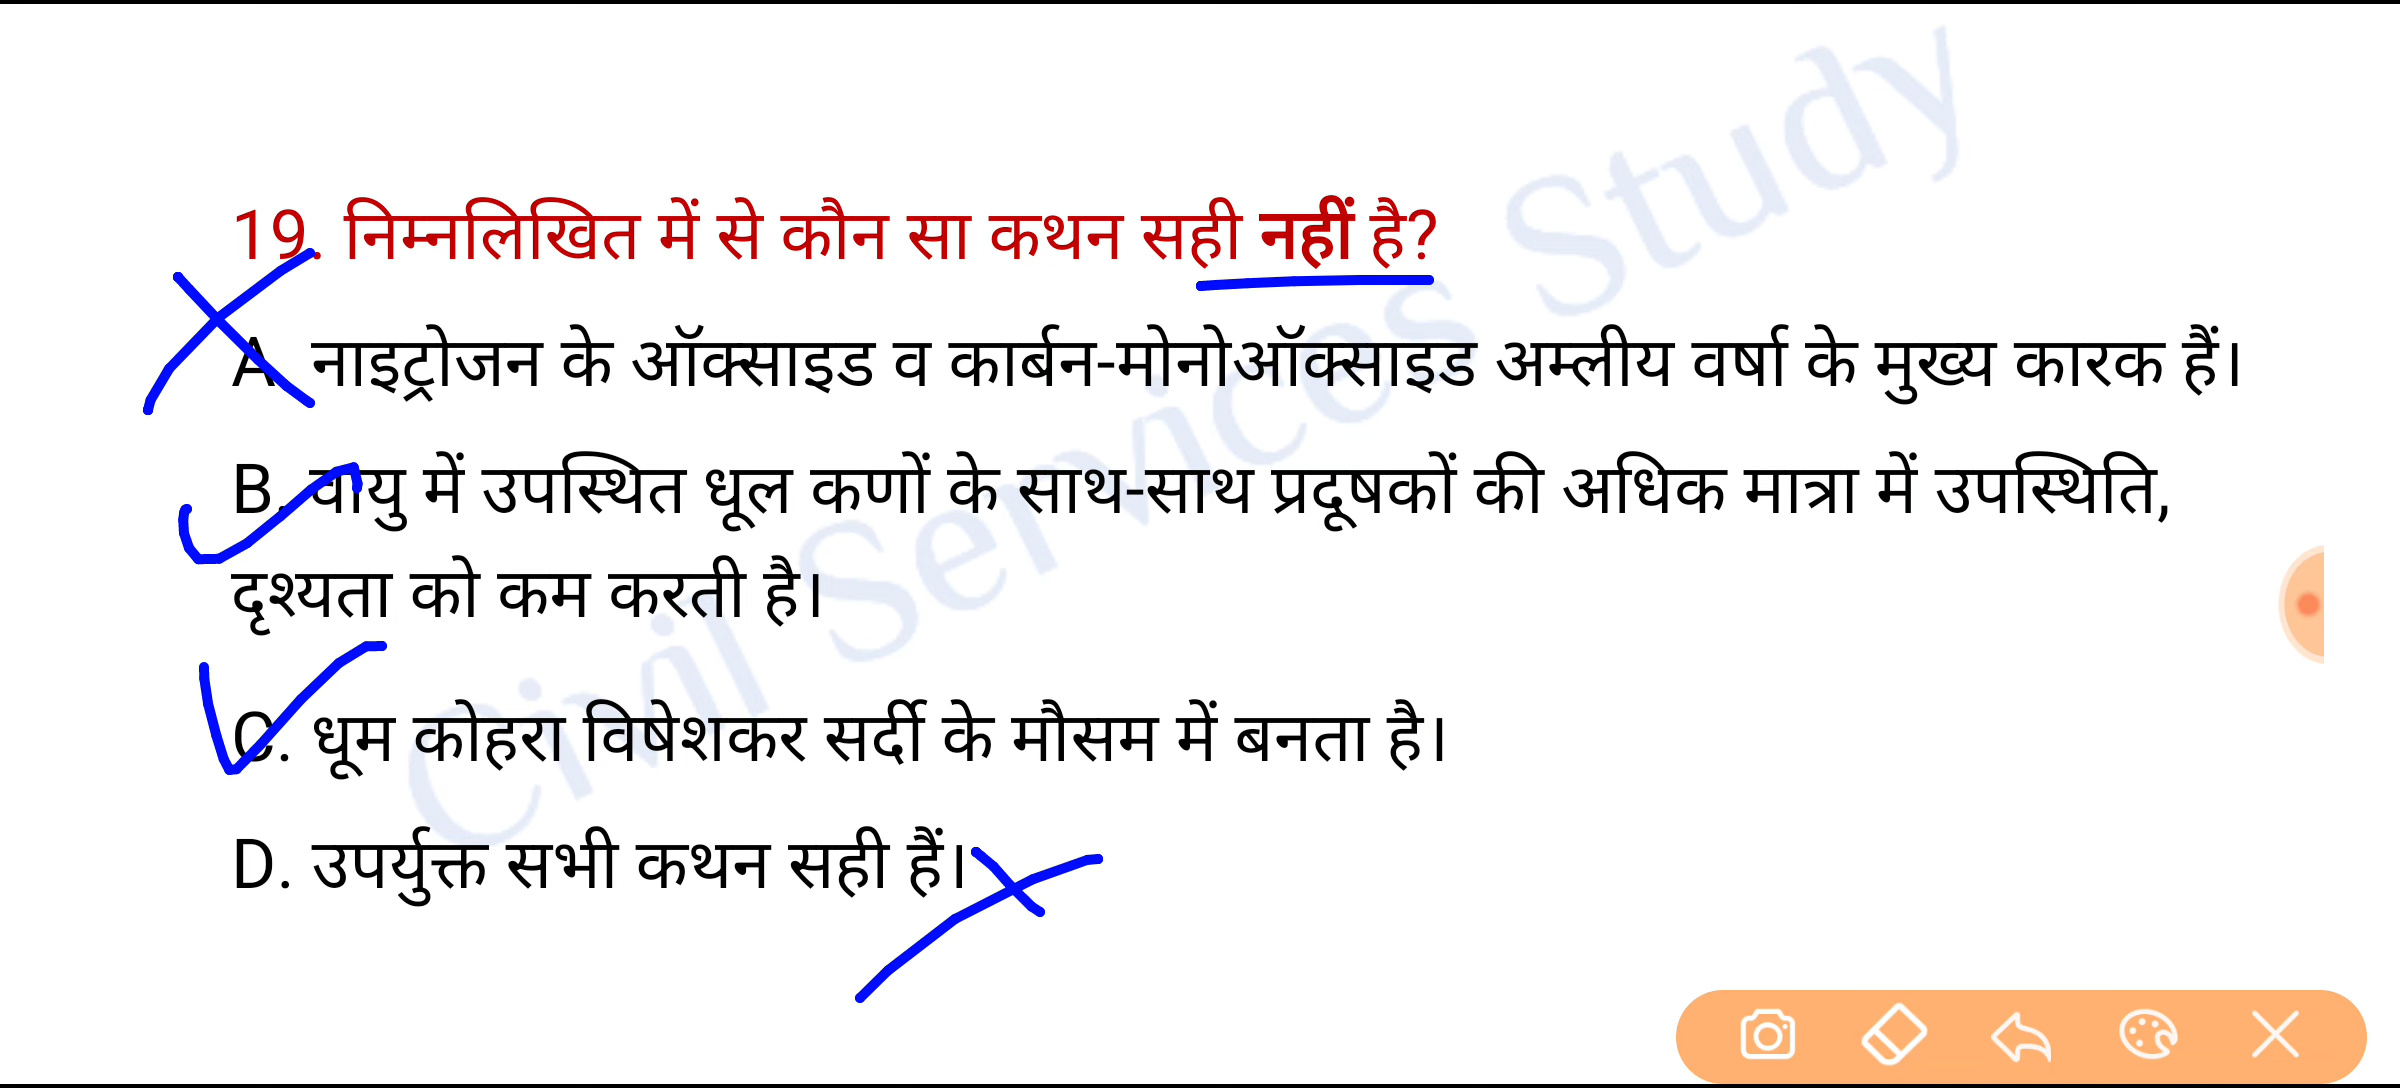 19. निम्नलिखित में से कौन सा कथन सही नहीं है?
A. नाइट्रोजन के ऑक्साइड व कार्बन-मोनोऑक्साइड अम्लीय वर्षा के मुख्य कारक हैं।
B. वायु में उपस्थित धूल कणों के साथ-साथ प्रदूषकों की अधिक मात्रा में उपस्थिति,
दृश्यता को कम करती है।
C. धूम कोहरा विषेशकर सर्दी के मौसम में बनता है।
D. उपर्युक्त सभी कथन सही हैं।
Civil Services Study